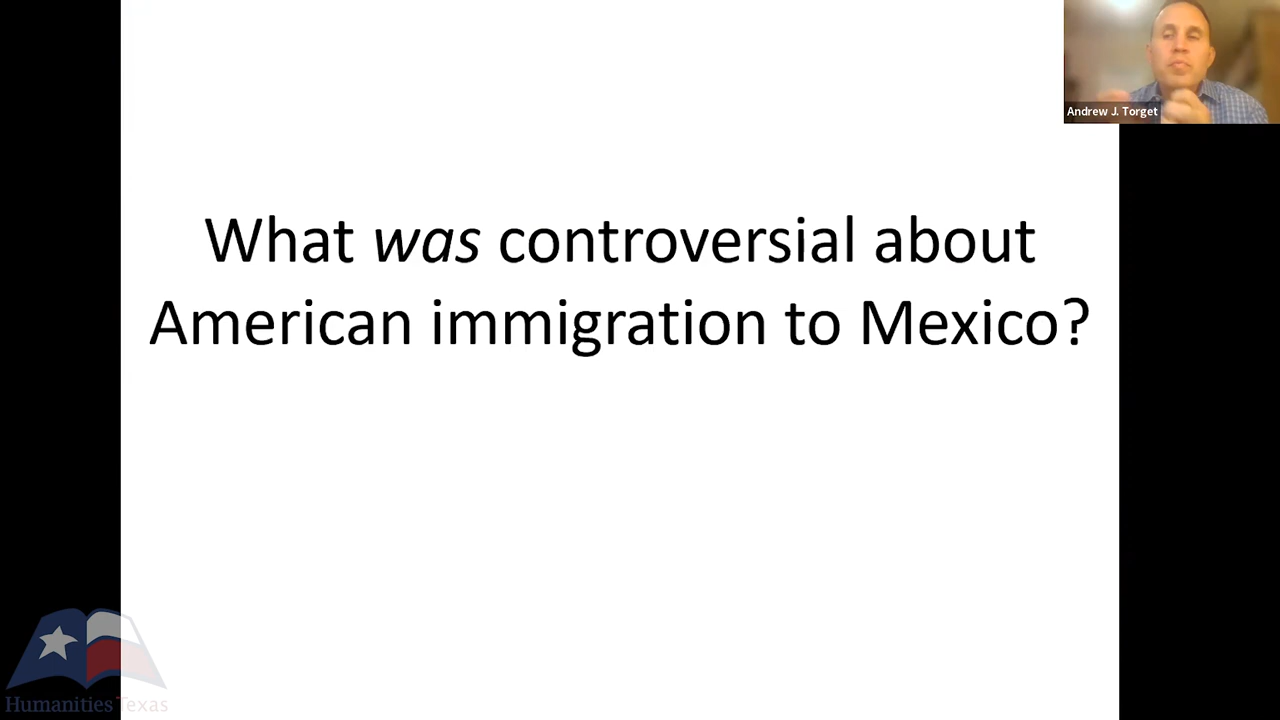 Andrew J. Torget
What was controversial about
American immigration to Mexico?
Humanities Texas